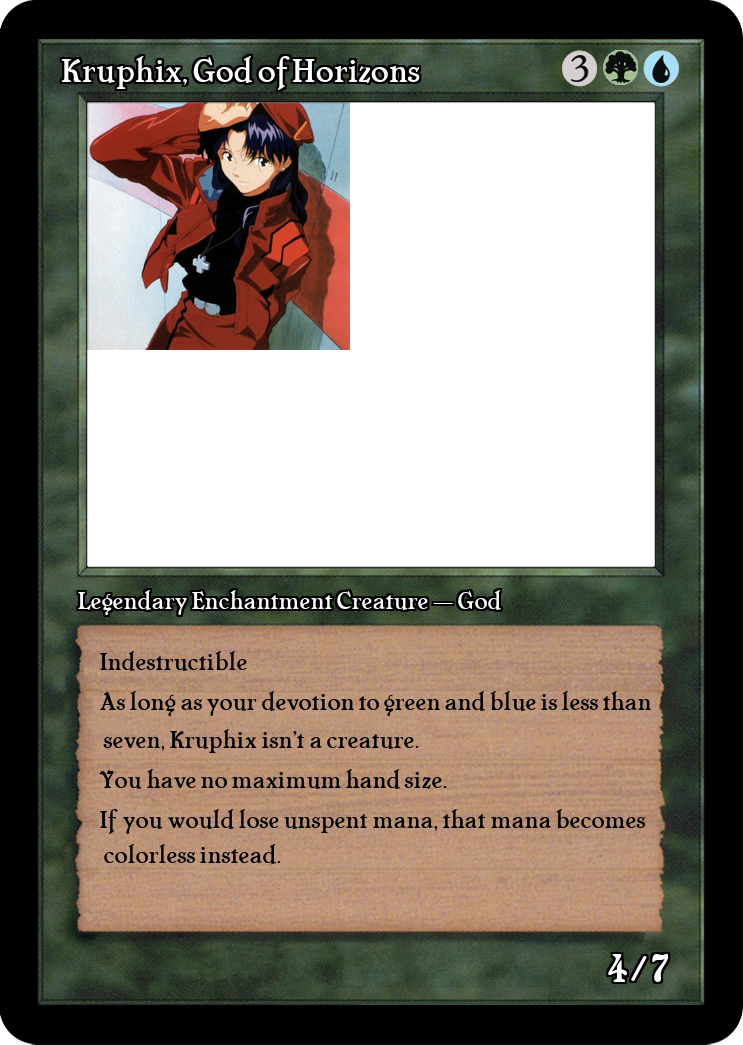 Kruphix, God of Horizons 3
Legendary Enchantment Creature — God
Indestructible
As long as your devotion to green and blue is less than
seven, Kruphix isn't a creature.
You have no maximum hand size.
If you would lose unspent mana, that mana becomes
colorless instead.
4/7